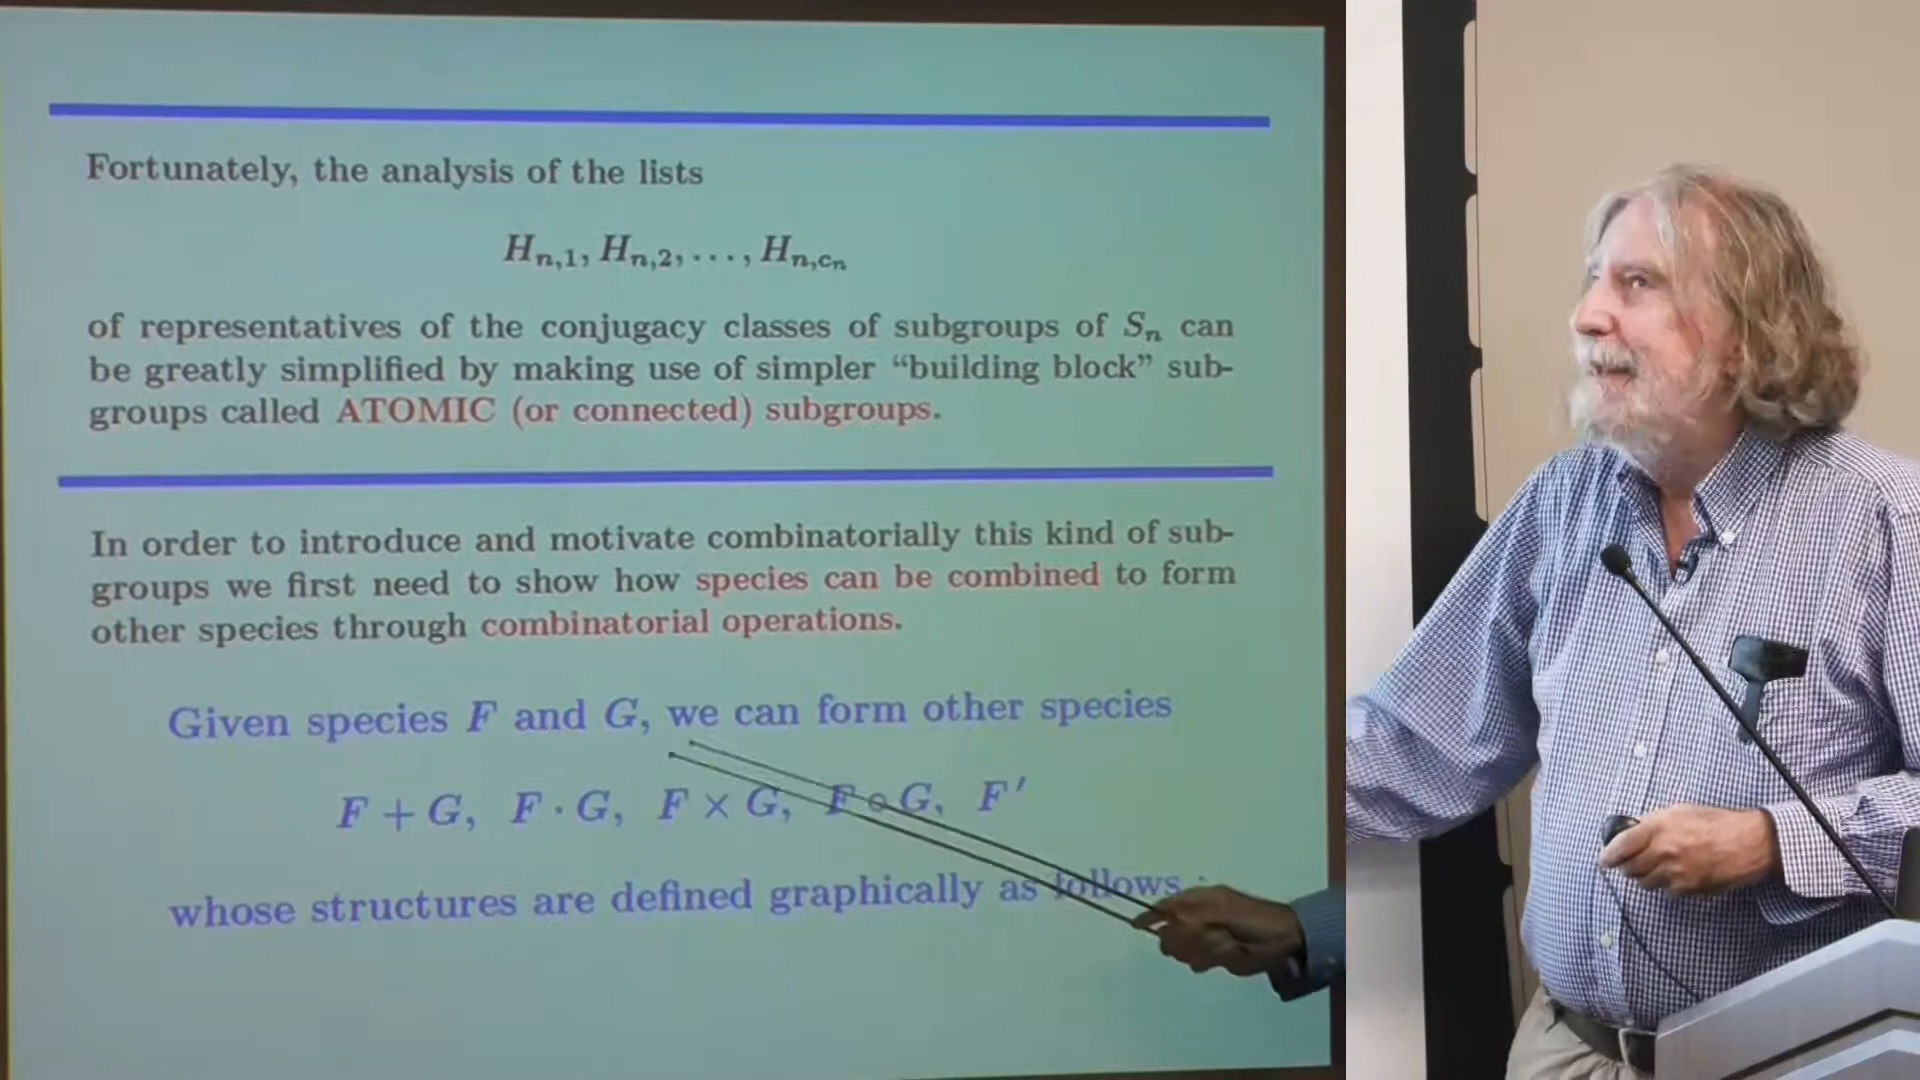 Fortunately, the analysis of the lists
H_{n,1}, H_{n,2}, ..., H_{n,c_n}
of representatives of the conjugacy classes of subgroups of S_n can
be greatly simplified by making use of simpler “building block” sub-
groups called ATOMIC (or connected) subgroups.
In order to introduce and motivate combinatorially this kind of sub-
groups we first need to show how species can be combined to form
other species through combinatorial operations.
Given species F and G, we can form other species
F + G, F · G, F × G, F ∘ G, F′
whose structures are defined graphically as follows :